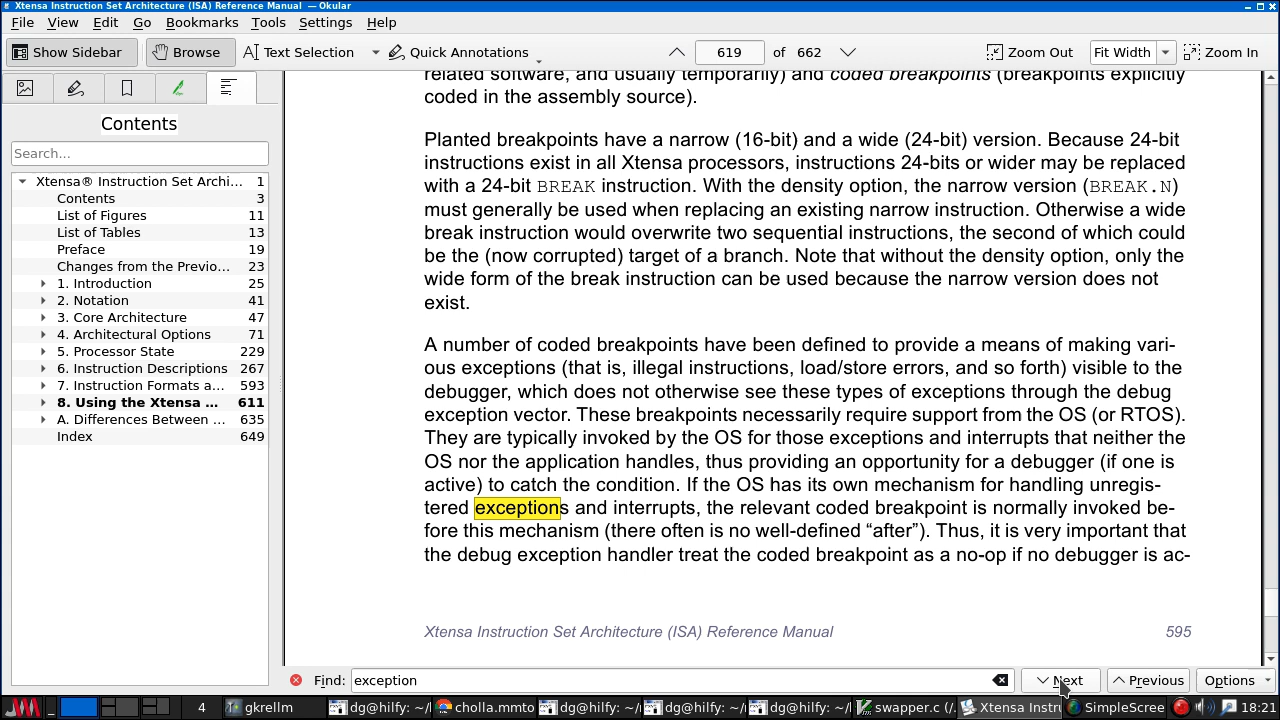 Xtensa Instruction Set Architecture (ISA) Reference Manual — Okular
File View Edit Go Bookmarks Tools Settings Help
Show Sidebar Browse Text Selection Quick Annotations 619 of 662 Zoom Out Fit Width Zoom In
Contents
Search...
Xtensa® Instruction Set Archi... 1
Contents 3
List of Figures 11
List of Tables 13
Preface 19
Changes from the Previo... 23
1. Introduction 25
2. Notation 41
3. Core Architecture 47
4. Architectural Options 71
5. Processor State 229
6. Instruction Descriptions 267
7. Instruction Formats a... 593
8. Using the Xtensa ... 611
A. Differences Between ... 635
Index 649
related software, and usually temporarily) and coded breakpoints (breakpoints explicitly
coded in the assembly source).
Planted breakpoints have a narrow (16-bit) and a wide (24-bit) version. Because 24-bit
instructions exist in all Xtensa processors, instructions 24-bits or wider may be replaced
with a 24-bit BREAK instruction. With the density option, the narrow version (BREAK.N)
must generally be used when replacing an existing narrow instruction. Otherwise a wide
break instruction would overwrite two sequential instructions, the second of which could
be the (now corrupted) target of a branch. Note that without the density option, only the
wide form of the break instruction can be used because the narrow version does not
exist.
A number of coded breakpoints have been defined to provide a means of making vari-
ous exceptions (that is, illegal instructions, load/store errors, and so forth) visible to the
debugger, which does not otherwise see these types of exceptions through the debug
exception vector. These breakpoints necessarily require support from the OS (or RTOS).
They are typically invoked by the OS for those exceptions and interrupts that neither the
OS nor the application handles, thus providing an opportunity for a debugger (if one is
active) to catch the condition. If the OS has its own mechanism for handling unregis-
tered exceptions and interrupts, the relevant coded breakpoint is normally invoked be-
fore this mechanism (there often is no well-defined “after”). Thus, it is very important that
the debug exception handler treat the coded breakpoint as a no-op if no debugger is ac-
Xtensa Instruction Set Architecture (ISA) Reference Manual 595
Find: exception Next Previous Options
4 gkrellm dg@hilfy: ~/ cholla.mmto dg@hilfy: ~/ dg@hilfy: ~/ dg@hilfy: ~/ swapper.c (/. Xtensa Instru SimpleScree 18:21